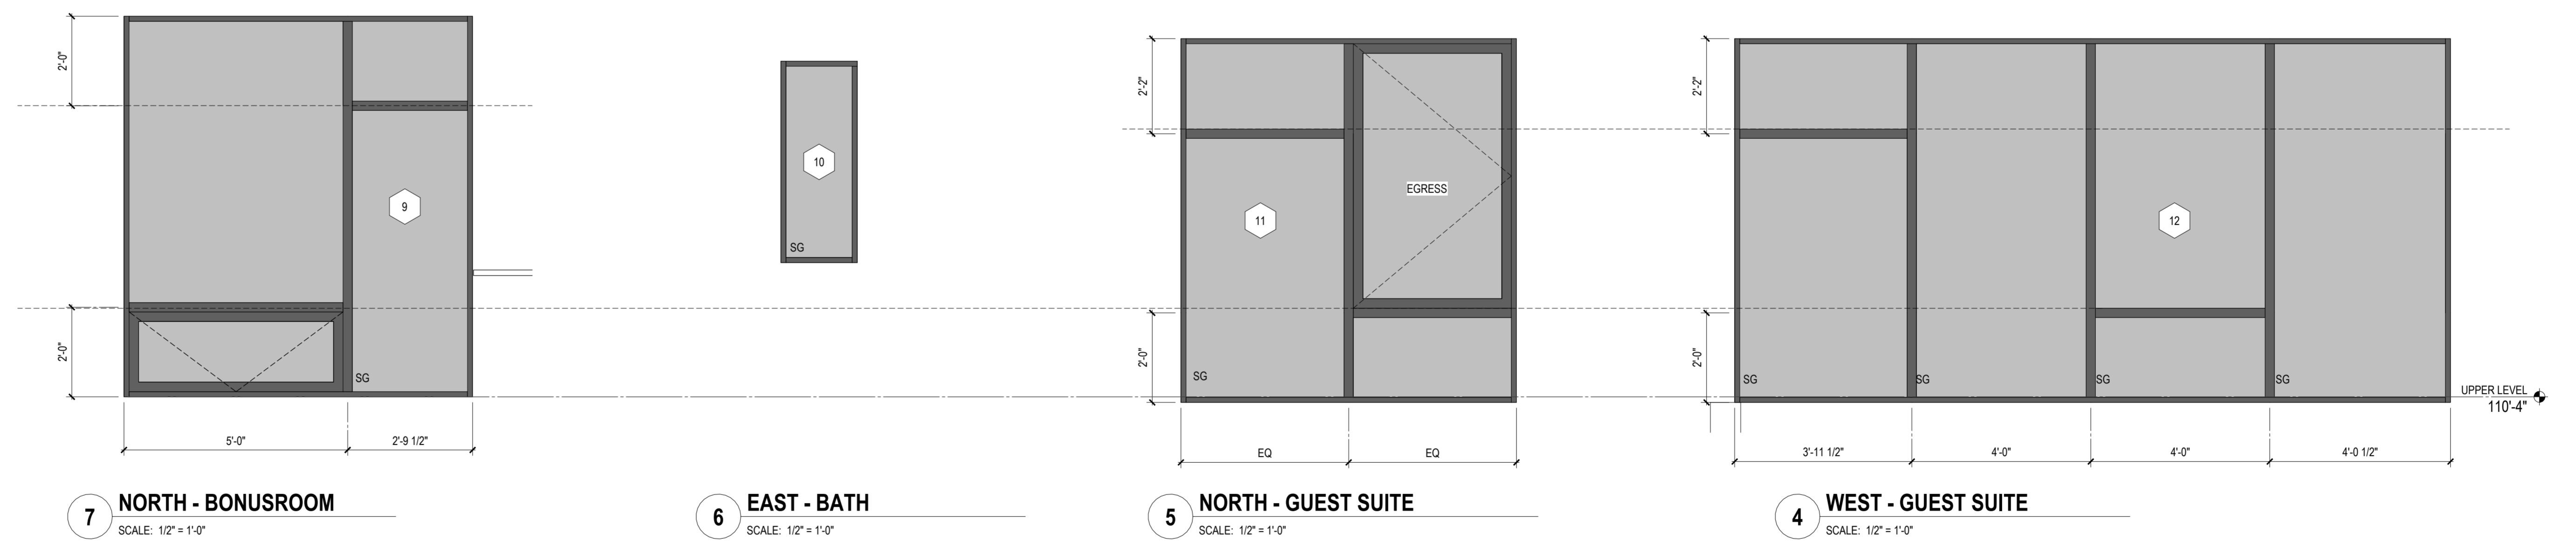 2'-0"
2'-0"
9
SG
5'-0"
2'-9 1/2"
7
NORTH - BONUSROOM
SCALE: 1/2" = 1'-0"
10
SG
6
EAST - BATH
SCALE: 1/2" = 1'-0"
2'-2"
2'-0"
11
EGRESS
SG
EQ
EQ
5
NORTH - GUEST SUITE
SCALE: 1/2" = 1'-0"
2'-2"
2'-0"
12
SG
SG
SG
SG
UPPER LEVEL
110'-4"
3'-11 1/2"
4'-0"
4'-0"
4'-0 1/2"
4
WEST - GUEST SUITE
SCALE: 1/2" = 1'-0"